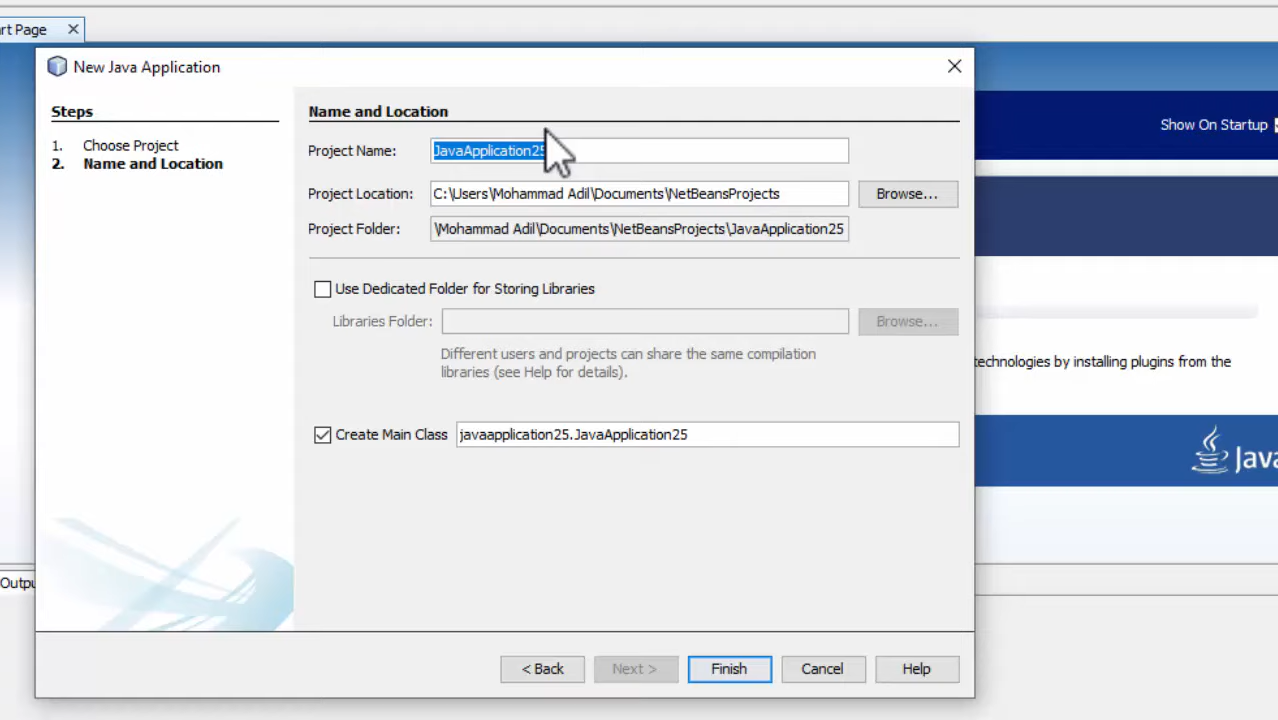 rt Page
New Java Application
Steps
1. Choose Project
2. Name and Location
Name and Location
Project Name: JavaApplication25
Project Location: C:\Users\Mohammad Adil\Documents\NetBeansProjects Browse...
Project Folder: \Mohammad Adil\Documents\NetBeansProjects\JavaApplication25
Use Dedicated Folder for Storing Libraries
Libraries Folder: Browse...
Different users and projects can share the same compilation
libraries (see Help for details).
Create Main Class javaapplication25.JavaApplication25
< Back Next > Finish Cancel Help
Show On Startup
technologies by installing plugins from the
Java
Outpu